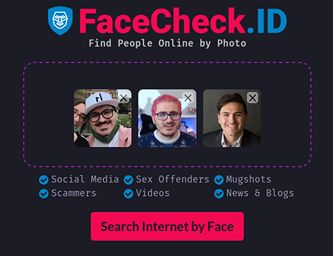 FaceCheck.ID
Find People Online by Photo
Social Media Sex Offenders Mugshots
Scammers Videos News & Blogs
Search Internet by Face